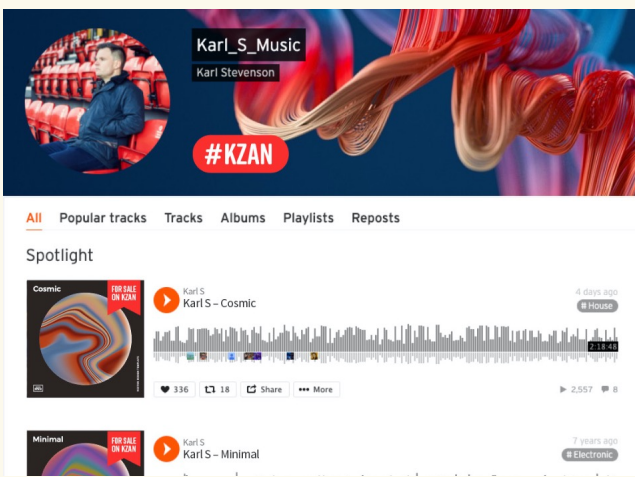 Karl_S_Music
Karl Stevenson
#KZAN
All Popular tracks Tracks Albums Playlists Reposts
Spotlight
Cosmic
FOR SALE
ON KZAN
Karl S
4 days ago
Karl S – Cosmic
# House
2:18:48
336 18 Share More
2,557 8
Minimal
FOR SALE
ON KZAN
Karl S
7 years ago
Karl S – Minimal
# Electronic